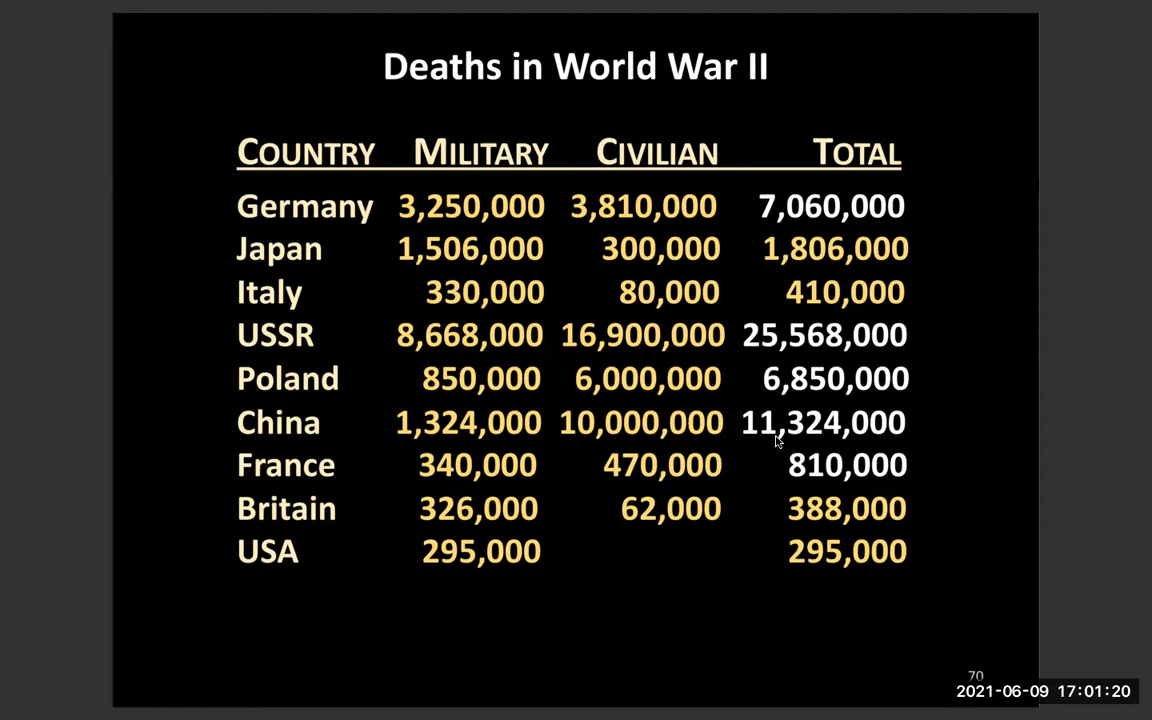 Deaths in World War II
COUNTRY MILITARY CIVILIAN TOTAL
Germany 3,250,000 3,810,000 7,060,000
Japan 1,506,000 300,000 1,806,000
Italy 330,000 80,000 410,000
USSR 8,668,000 16,900,000 25,568,000
Poland 850,000 6,000,000 6,850,000
China 1,324,000 10,000,000 11,324,000
France 340,000 470,000 810,000
Britain 326,000 62,000 388,000
USA 295,000 295,000
70
2021-06-09 17:01:20